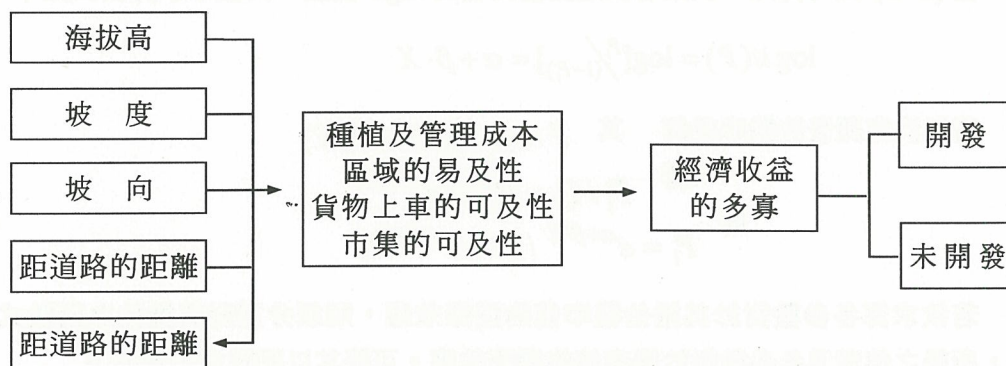 海拔高
坡 度
坡 向
距道路的距離
距道路的距離
種植及管理成本
區域的易及性
貨物上車的可及性
市集的可及性
經濟收益
的多寡
開發
未開發